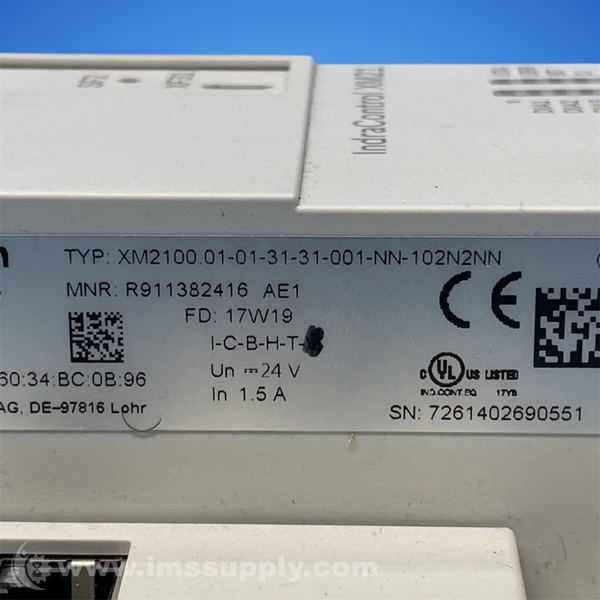 SF2
XF51
IndraControl XM22
TYP: XM2100.01-01-31-31-001-NN-102N2NN
MNR: R911382416 AE1
FD: 17W19
I-C-B-H-T-
60:34:BC:0B:96
Un ⎓ 24 V
In 1.5 A
C UL US LISTED
IND.CONT.EQ 17YB
AG, DE-97816 Lohr
SN: 7261402690551
CE
www.imssupply.com